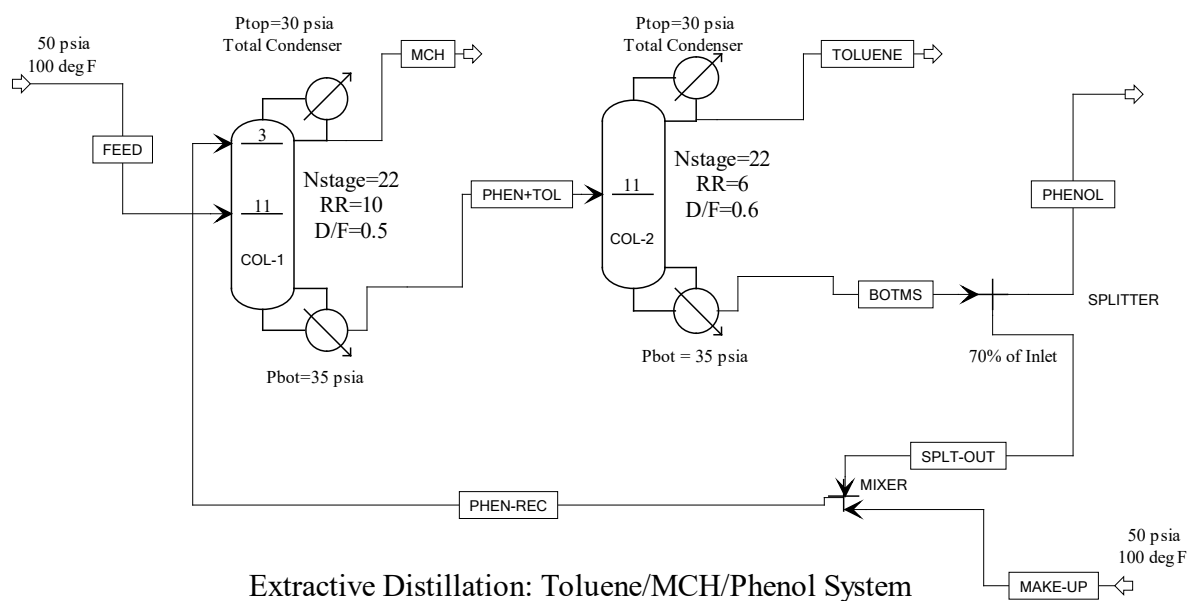 Ptop=30 psia
Total Condenser
Ptop=30 psia
Total Condenser
50 psia
100 deg F
MCH
TOLUENE
FEED
3
11
Nstage=22
RR=10
D/F=0.5
COL-1
PHEN+TOL
11
Nstage=22
RR=6
D/F=0.6
COL-2
PHENOL
BOTMS
SPLITTER
Pbot=35 psia
Pbot = 35 psia
70% of Inlet
SPLT-OUT
MIXER
PHEN-REC
50 psia
100 deg F
MAKE-UP
Extractive Distillation: Toluene/MCH/Phenol System